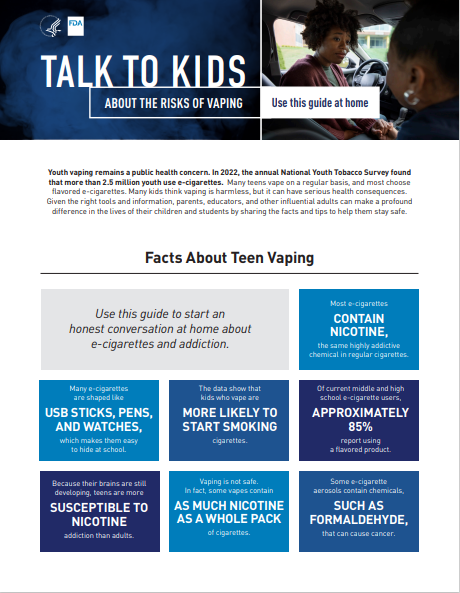 FDA
TALK TO KIDS
ABOUT THE RISKS OF VAPING
Use this guide at home
Youth vaping remains a public health concern. In 2022, the annual National Youth Tobacco Survey found
that more than 2.5 million youth use e-cigarettes. Many teens vape on a regular basis, and most choose
flavored e-cigarettes. Many kids think vaping is harmless, but it can have serious health consequences.
Given the right tools and information, parents, educators, and other influential adults can make a profound
difference in the lives of their children and students by sharing the facts and tips to help them stay safe.
Facts About Teen Vaping
Use this guide to start an
honest conversation at home about
e-cigarettes and addiction.
Most e-cigarettes
CONTAIN
NICOTINE,
the same highly addictive
chemical in regular cigarettes.
Many e-cigarettes
are shaped like
USB STICKS, PENS,
AND WATCHES,
which makes them easy
to hide at school.
The data show that
kids who vape are
MORE LIKELY TO
START SMOKING
cigarettes.
Of current middle and high
school e-cigarette users,
APPROXIMATELY
85%
report using
a flavored product.
Because their brains are still
developing, teens are more
SUSCEPTIBLE TO
NICOTINE
addiction than adults.
Vaping is not safe.
In fact, some vapes contain
AS MUCH NICOTINE
AS A WHOLE PACK
of cigarettes.
Some e-cigarette
aerosols contain chemicals,
SUCH AS
FORMALDEHYDE,
that can cause cancer.